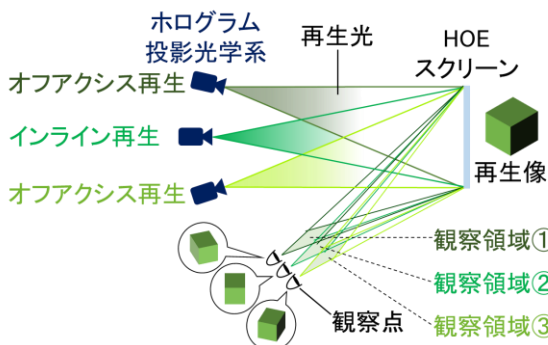 ホログラム
投影光学系
再生光
HOE
スクリーン
オフアクシス再生
インライン再生
オフアクシス再生
再生像
観察領域①
観察領域②
観察領域③
観察点